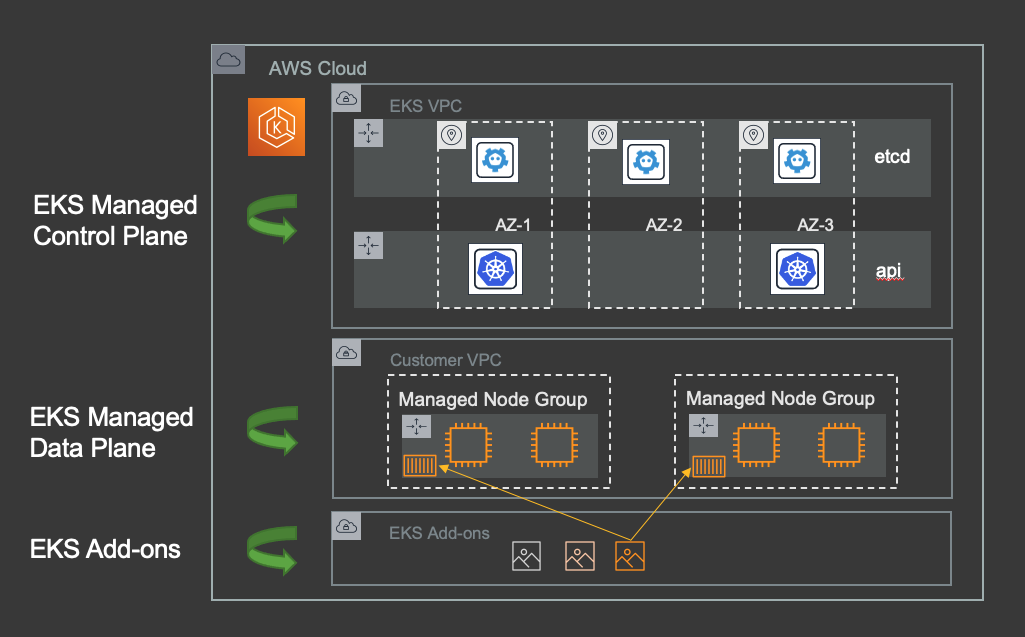 AWS Cloud
EKS VPC
etcd
EKS Managed
Control Plane
AZ-1
AZ-2
AZ-3
api
Customer VPC
Managed Node Group
Managed Node Group
EKS Managed
Data Plane
EKS Add-ons
EKS Add-ons
K